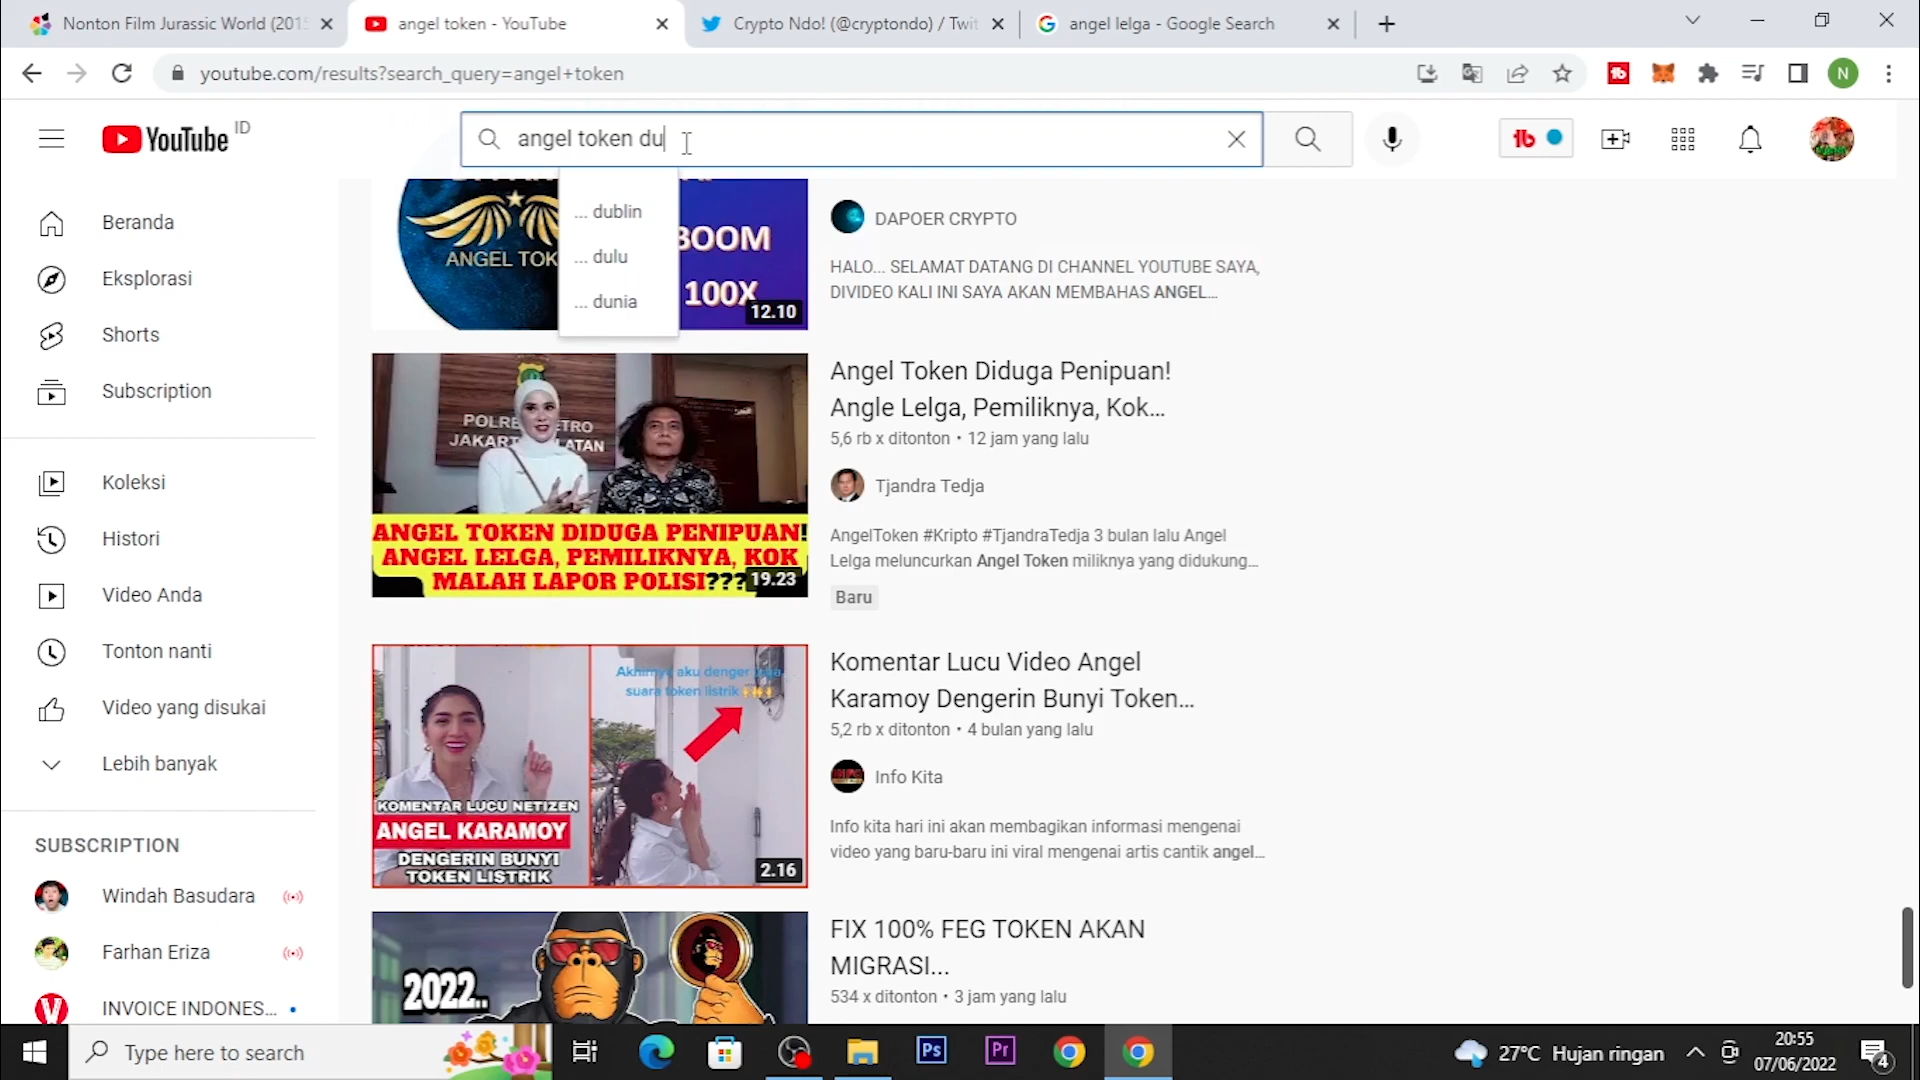 Nonton Film Jurassic World (201
angel token - YouTube
Crypto Ndo! (@cryptondo) / Twit
angel lelga - Google Search
youtube.com/results?search_query=angel+token
N
YouTube ID
angel token du
... dublin
... dulu
... dunia
Beranda
Eksplorasi
Shorts
Subscription
Koleksi
Histori
Video Anda
Tonton nanti
Video yang disukai
Lebih banyak
SUBSCRIPTION
Windah Basudara
Farhan Eriza
INVOICE INDONES...
ANGEL TOK
BOOM
100X
12.10
DAPOER CRYPTO
HALO... SELAMAT DATANG DI CHANNEL YOUTUBE SAYA,
DIVIDEO KALI INI SAYA AKAN MEMBAHAS ANGEL...
ANGEL TOKEN DIDUGA PENIPUAN!
ANGEL LELGA, PEMILIKNYA, KOK
MALAH LAPOR POLISI???
19.23
Angel Token Diduga Penipuan!
Angle Lelga, Pemiliknya, Kok...
5,6 rb x ditonton • 12 jam yang lalu
Tjandra Tedja
AngelToken #Kripto #TjandraTedja 3 bulan lalu Angel
Lelga meluncurkan Angel Token miliknya yang didukung...
Baru
suara token listrik
KOMENTAR LUCU NETIZEN
ANGEL KARAMOY
DENGERIN BUNYI
TOKEN LISTRIK
2.16
Komentar Lucu Video Angel
Karamoy Dengerin Bunyi Token...
5,2 rb x ditonton • 4 bulan yang lalu
Info Kita
Info kita hari ini akan membagikan informasi mengenai
video yang baru-baru ini viral mengenai artis cantik angel...
2022..
FIX 100% FEG TOKEN AKAN
MIGRASI...
534 x ditonton • 3 jam yang lalu
Type here to search
Ps
Pr
27°C Hujan ringan
20:55
07/06/2022
4